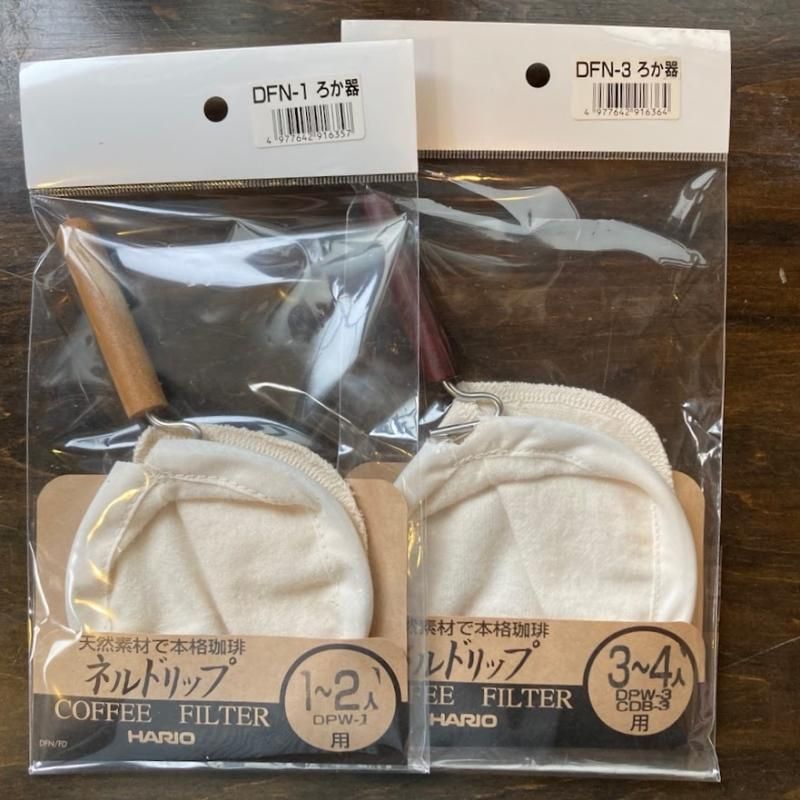 DFN-1 ろか器
4 977642 916357
DFN-3 ろか器
4 977642 916364
天然素材で本格珈琲
ネルドリップ
COFFEE FILTER
HARIO
1~2人
DPW-1
用
DFN/FD
然素材で本格珈琲
ルドリップ
FEE FILTER
HARIO
3~4人
DPW-3
CDB-3
用